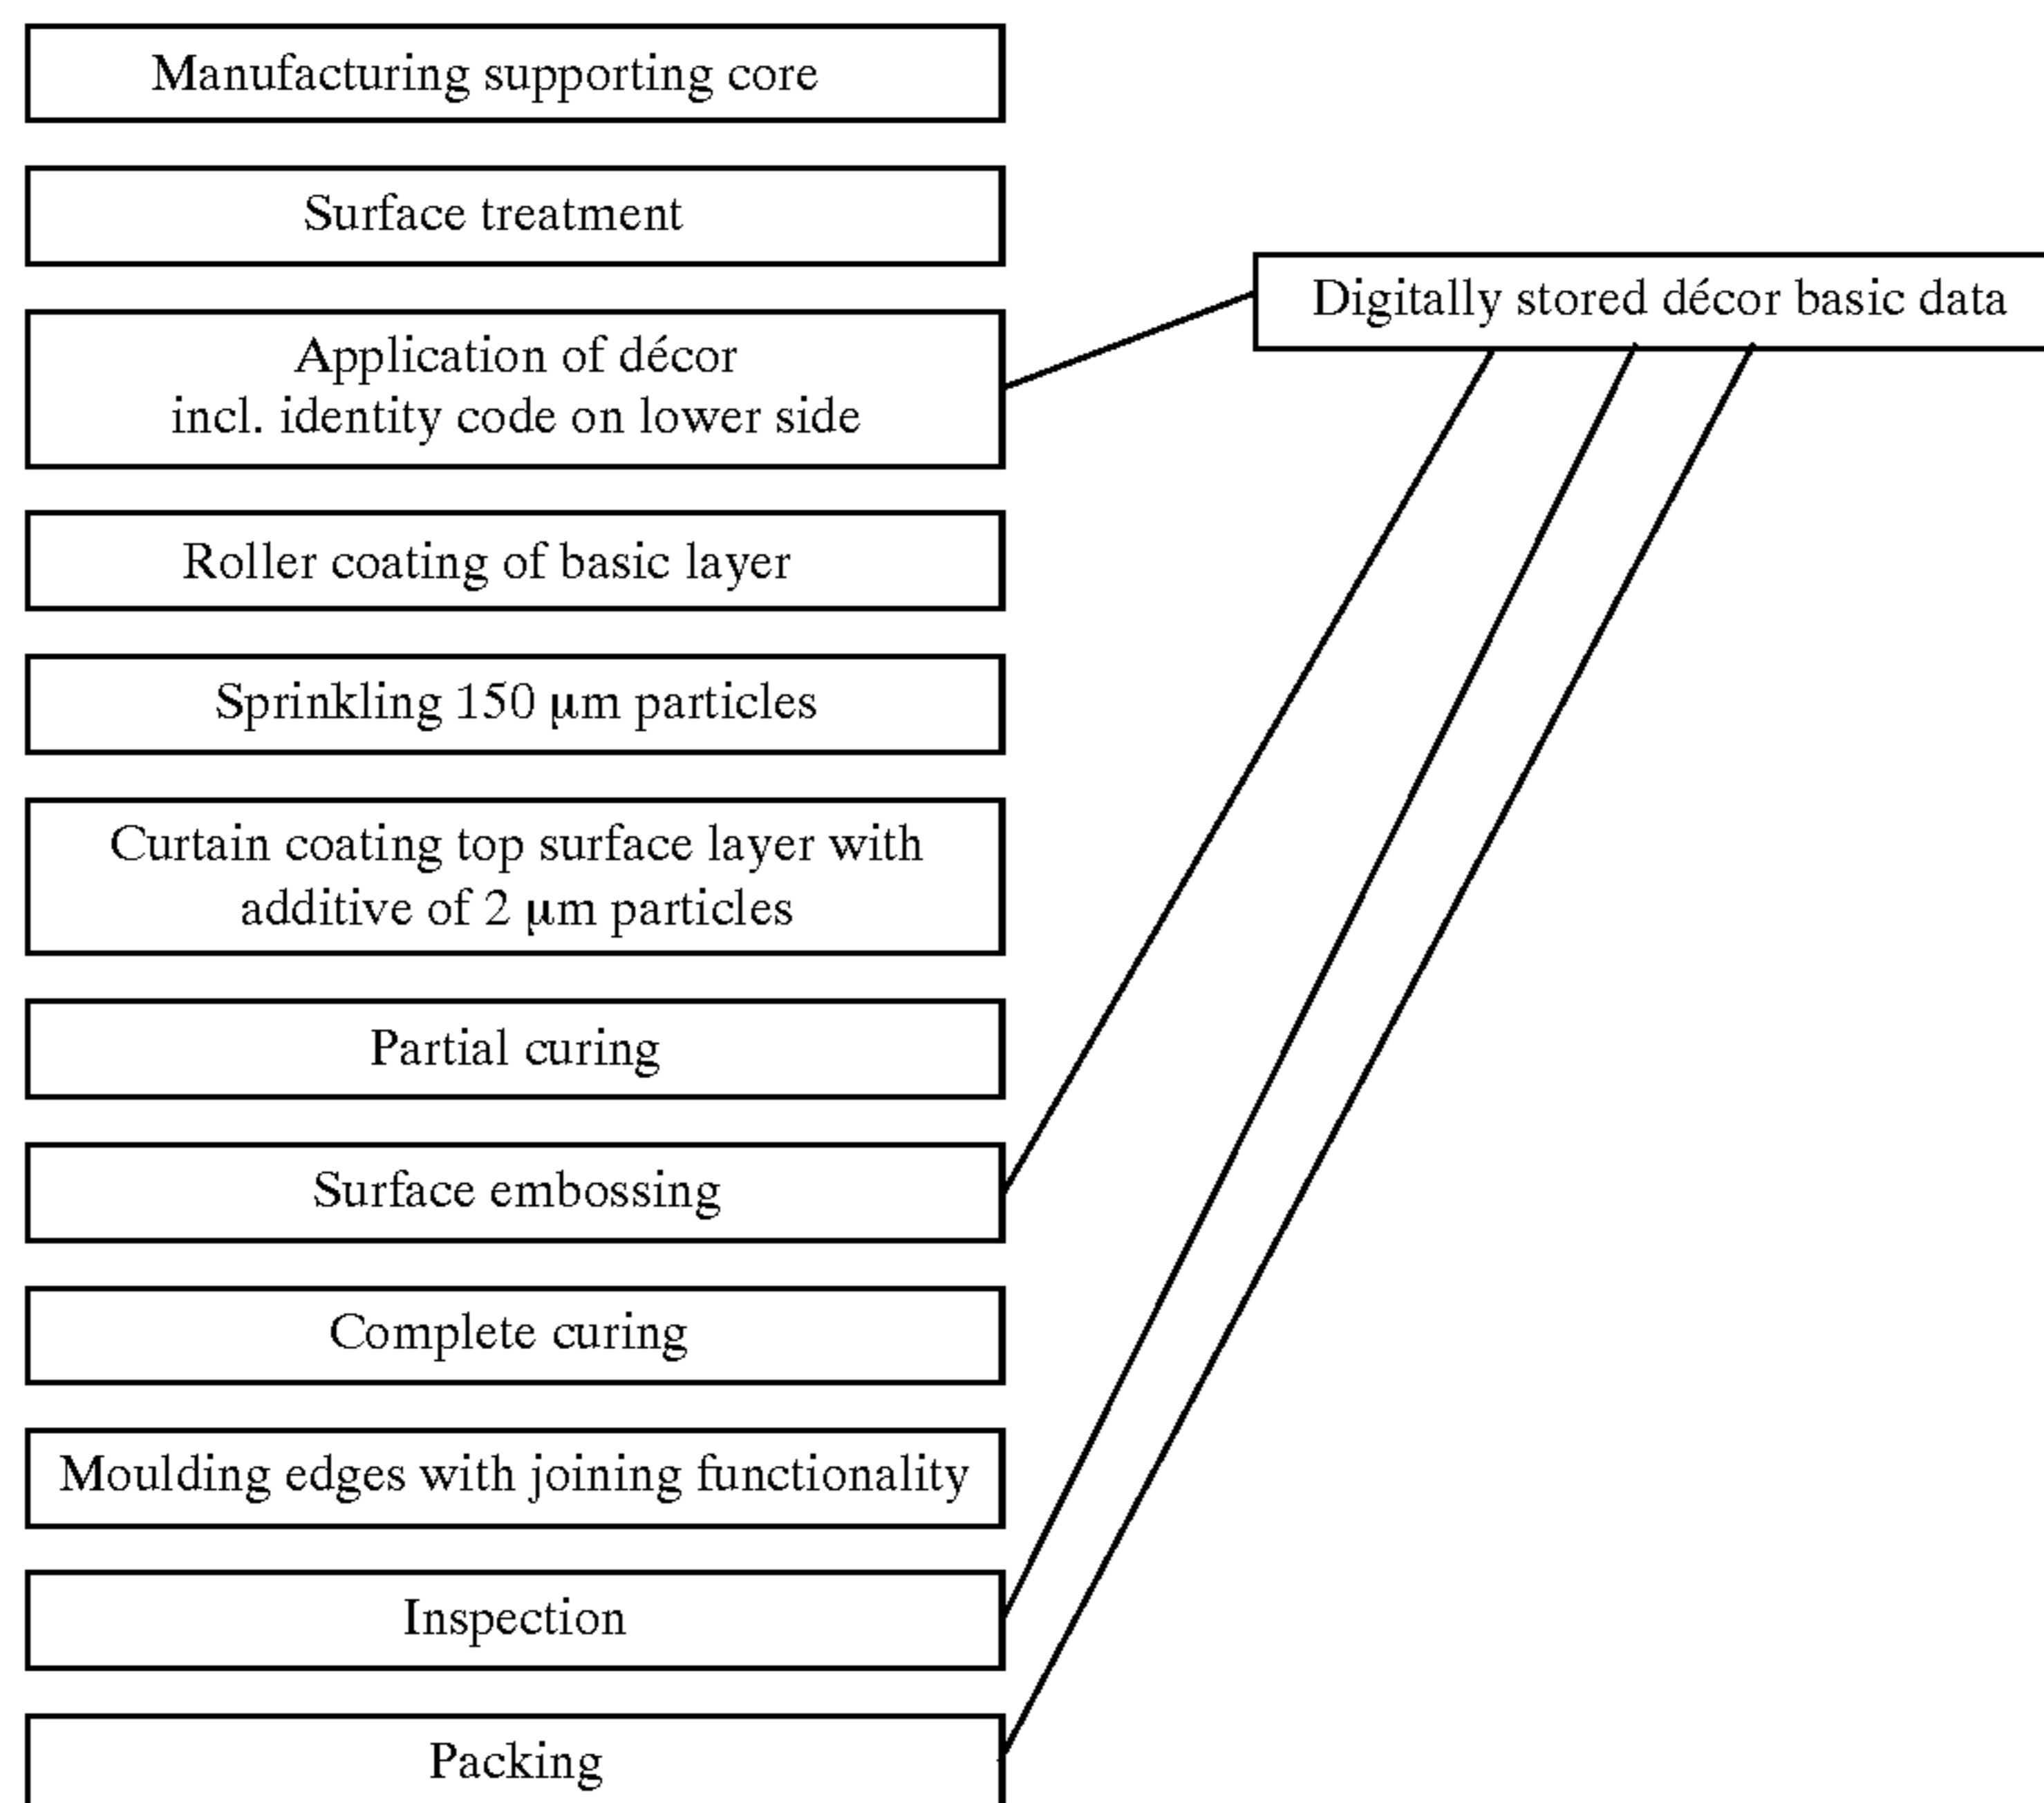 Manufacturing supporting core
Surface treatment
Digitally stored décor basic data
Application of décor
incl. identity code on lower side
Roller coating of basic layer
Sprinkling 150 µm particles
Curtain coating top surface layer with
additive of 2 µm particles
Partial curing
Surface embossing
Complete curing
Moulding edges with joining functionality
Inspection
Packing